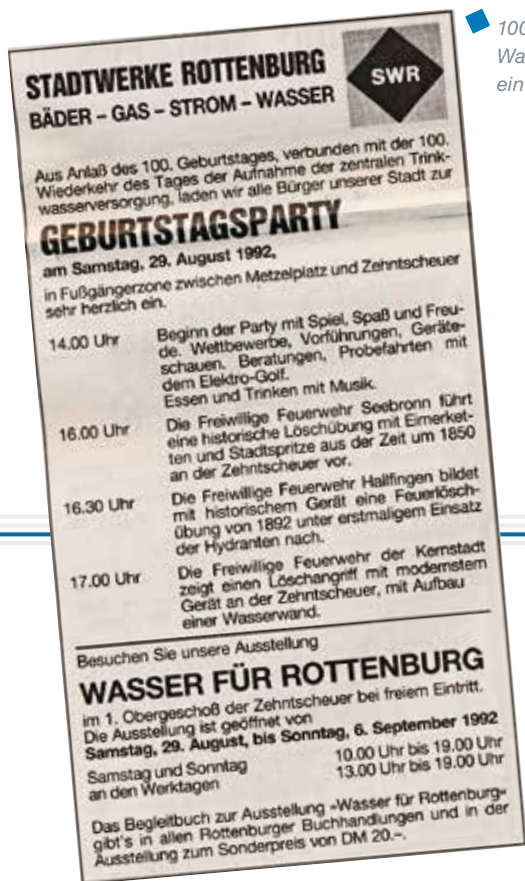 STADTWERKE ROTTENBURG
BÄDER – GAS – STROM – WASSER
SWR
Aus Anlaß des 100. Geburtstages, verbunden mit der 100.
Wiederkehr des Tages der Aufnahme der zentralen Trink-
wasserversorgung, laden wir alle Bürger unserer Stadt zur
GEBURTSTAGSPARTY
am Samstag, 29. August 1992,
in Fußgängerzone zwischen Metzelplatz und Zehntscheuer
sehr herzlich ein.
14.00 Uhr Beginn der Party mit Spiel, Spaß und Freu-
de. Wettbewerbe, Vorführungen, Geräte-
schauen, Beratungen, Probefahrten mit
dem Elektro-Golf.
Essen und Trinken mit Musik.
16.00 Uhr Die Freiwillige Feuerwehr Seebronn führt
eine historische Löschübung mit Eimerket-
ten und Stadtspritze aus der Zeit um 1850
an der Zehntscheuer vor.
16.30 Uhr Die Freiwillige Feuerwehr Hailfingen bildet
mit historischem Gerät eine Feuerlösch-
übung von 1892 unter erstmaligem Einsatz
der Hydranten nach.
17.00 Uhr Die Freiwillige Feuerwehr der Kernstadt
zeigt einen Löschangriff mit modernstem
Gerät an der Zehntscheuer, mit Aufbau
einer Wasserwand.
Besuchen Sie unsere Ausstellung
WASSER FÜR ROTTENBURG
im 1. Obergeschoß der Zehntscheuer bei freiem Eintritt.
Die Ausstellung ist geöffnet von
Samstag, 29. August, bis Sonntag, 6. September 1992
Samstag und Sonntag 10.00 Uhr bis 19.00 Uhr
an den Werktagen 13.00 Uhr bis 19.00 Uhr
Das Begleitbuch zur Ausstellung »Wasser für Rottenburg«
gibt's in allen Rottenburger Buchhandlungen und in der
Ausstellung zum Sonderpreis von DM 20.–.
100
Wa
ein